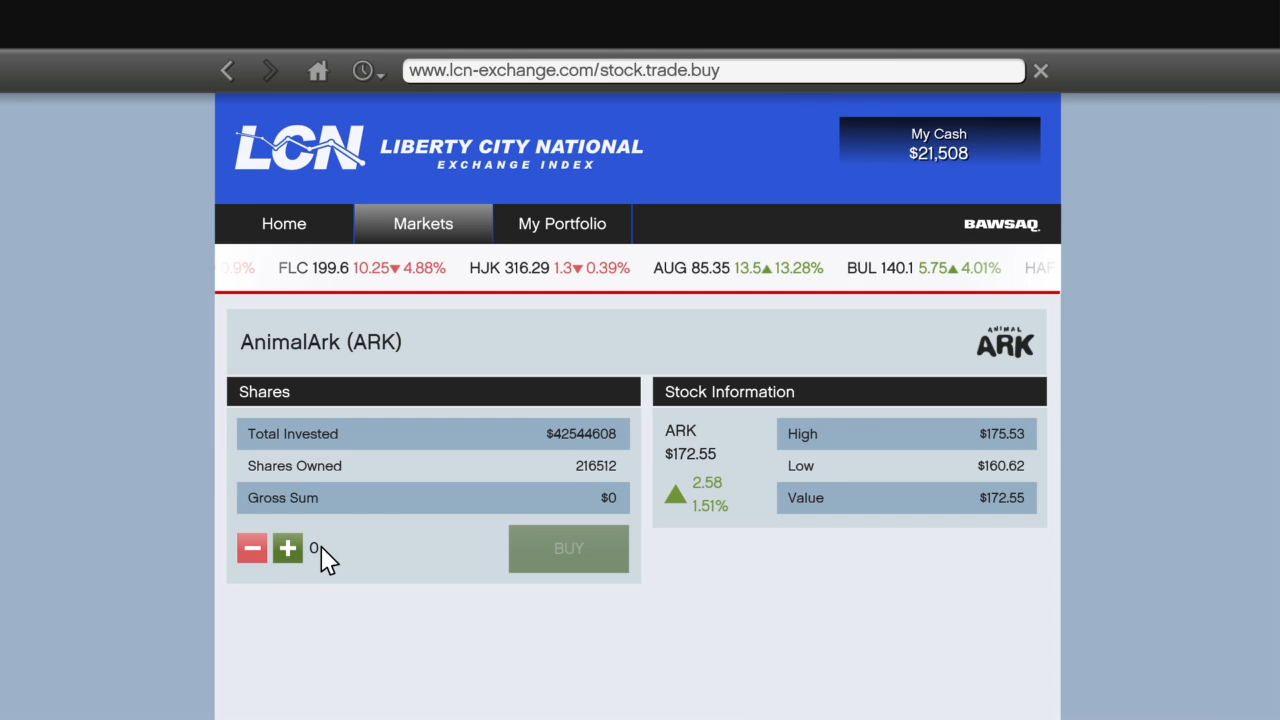 www.lcn-exchange.com/stock.trade.buy
LCN LIBERTY CITY NATIONAL
EXCHANGE INDEX
My Cash
$21,508
Home Markets My Portfolio BAWSAQ
0.9% FLC 199.6 10.25▼ 4.88% HJK 316.29 1.3▼ 0.39% AUG 85.35 13.5▲ 13.28% BUL 140.1 5.75▲ 4.01% HAF
AnimalArk (ARK)
ANIMAL
ARK
Shares
Total Invested $42544608
Shares Owned 216512
Gross Sum $0
0
BUY
Stock Information
ARK
$172.55
2.58
1.51%
High $175.53
Low $160.62
Value $172.55